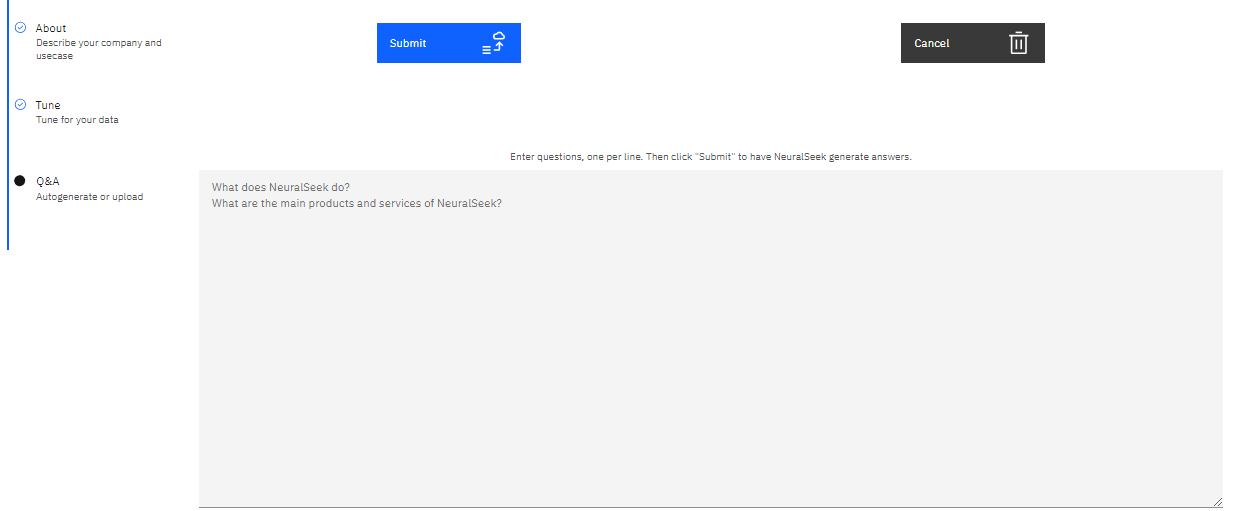 About
Describe your company and
usecase
Tune
Tune for your data
Q&A
Autogenerate or upload
Submit
Cancel
Enter questions, one per line. Then click "Submit" to have NeuralSeek generate answers.
What does NeuralSeek do?
What are the main products and services of NeuralSeek?